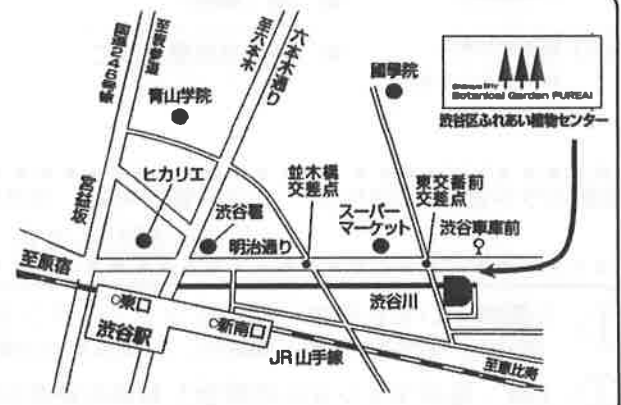 国道246号線
至表参道
至六本木
六本木通り
青山学院
國學院
Shibuya City
Botanical Garden FUREAI
渋谷区ふれあい植物センター
宮益坂
ヒカリエ
渋谷署
明治通り
並木橋
交差点
スーパー
マーケット
東交番前
交差点
渋谷車庫前
至原宿
東口
渋谷駅
新南口
渋谷川
JR山手線
至恵比寿